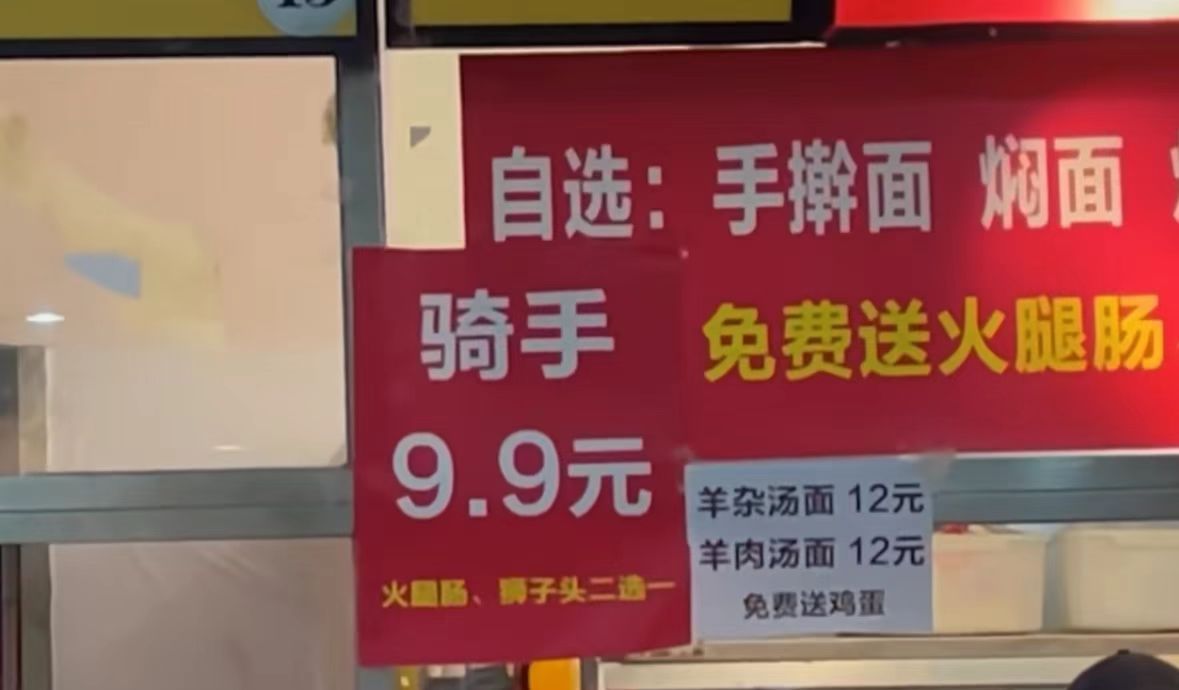 自选：手擀面 焖面
免费送火腿肠
骑手
9.9元
火腿肠、狮子头二选一
羊杂汤面 12元
羊肉汤面 12元
免费送鸡蛋